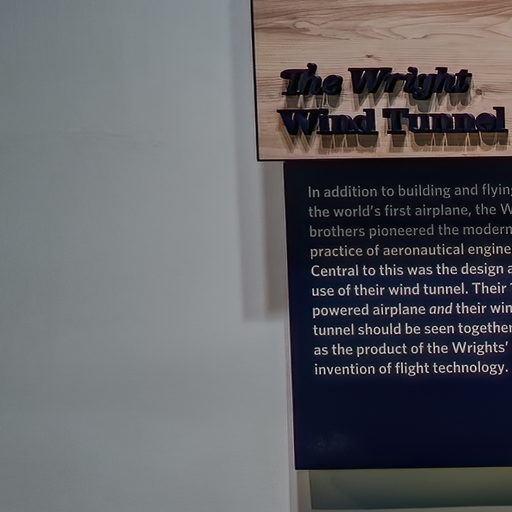 The Wright
Wind Tunnel
In addition to building and flying
the world's first airplane, the W
brothers pioneered the modern
practice of aeronautical engine
Central to this was the design a
use of their wind tunnel. Their 1
powered airplane and their win
tunnel should be seen together
as the product of the Wrights'
invention of flight technology.